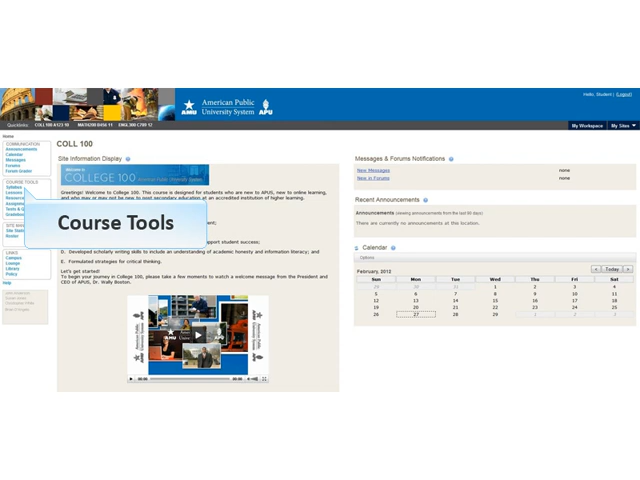 American Public
University System
AMU
APU
Hello, Student | (Logout)
Quicklinks:
My Workspace
My Sites
Home
COMMUNICATION
Announcements
Calendar
Messages
Forums
Forum Grader
COURSE TOOLS
Syllabus
Lessons
Course Tools
LINKS
Campus
Lounge
Library
Policy
Help
COLL 100
Site Information Display
Welcome to
COLLEGE 100
Greetings! Welcome to College 100. This course is designed for students who are new to APUS, new to online learning,
and who may or may not be new to post secondary education at an accredited institution of higher learning.
pport student success;
D. Developed scholarly writing skills to include an understanding of academic honesty and information literacy; and
E. Formulated strategies for critical thinking.
Let's get started!
To begin your journey in College 100, please take a few moments to watch a welcome message from the President and
CEO of APUS, Dr. Wally Boston.
00:00
00:00
Messages & Forums Notifications
New Messages none
New in Forums none
Recent Announcements
Announcements (viewing announcements from the last 60 days)
There are currently no announcements at this location.
Calendar
Options
February, 2012
< Today >
Sun Mon Tue Wed Thu Fri Sat
29 30 31 1 2 3 4
5 6 7 8 9 10 11
12 13 14 15 16 17 18
19 20 21 22 23 24 25
26 27 28 29 1 2 3